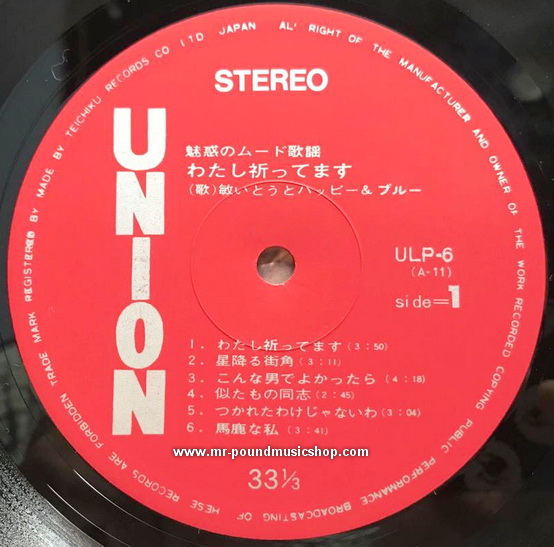 MADE BY TEICHIKU RECORDS CO LTD JAPAN ALL RIGHT OF THE MANUFACTURER AND OWNER OF THE WORK RECORDED COPYING PUBLIC PERFORMANCE BROADCASTING OF HESE RECORDS ARE FORBIDDEN TRADE MARK REGISTERED
STEREO
UNION
魅惑のムード歌謡
わたし祈ってます
(歌)敏いとうとハッピー&ブルー
ULP-6
(A-11)
side=1
1. わたし祈ってます(3:50)
2. 星降る街角(3:11)
3. こんな男でよかったら(4:18)
4. 似たもの同志(2:45)
5. つかれたわけじゃないわ(3:04)
6. 馬鹿な私(3:41)
www.mr-poundmusicshop.com
33⅓